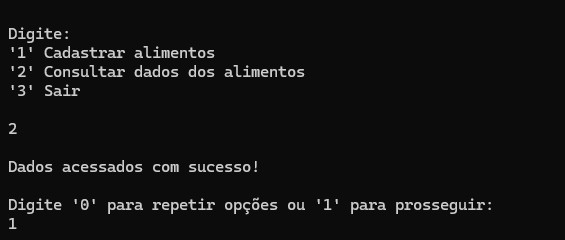 Digite:
'1' Cadastrar alimentos
'2' Consultar dados dos alimentos
'3' Sair
2
Dados acessados com sucesso!
Digite '0' para repetir opções ou '1' para prosseguir:
1